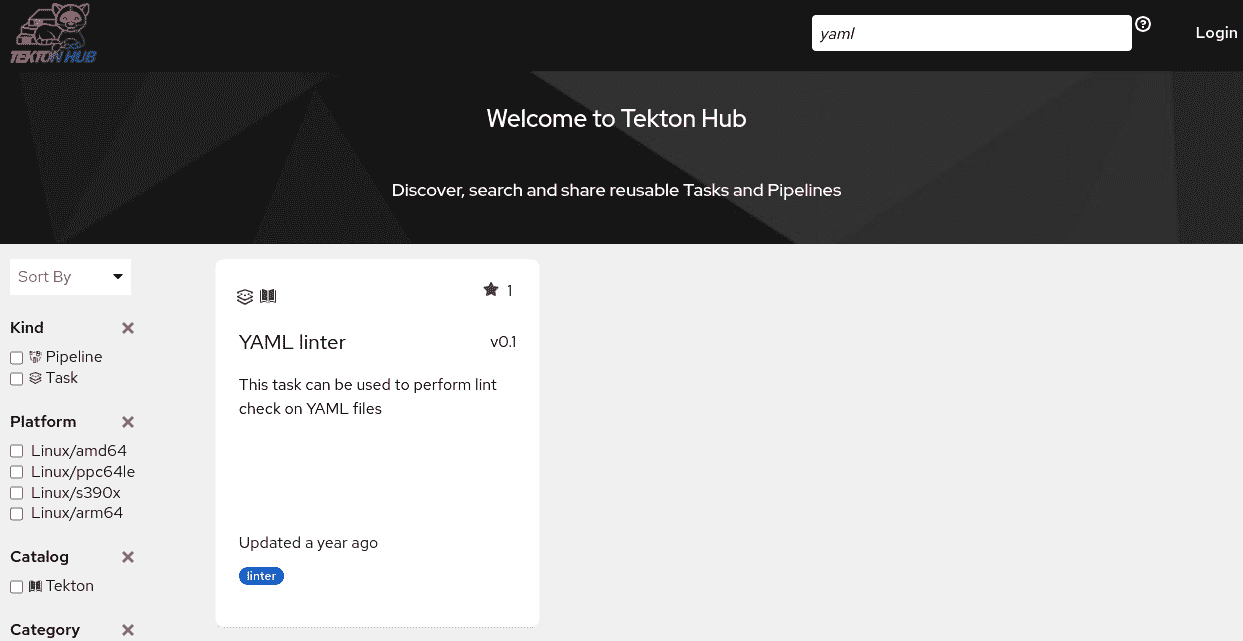 TEKTON HUB
yaml
Login
Welcome to Tekton Hub
Discover, search and share reusable Tasks and Pipelines
Sort By
Kind
Pipeline
Task
Platform
Linux/amd64
Linux/ppc64le
Linux/s390x
Linux/arm64
Catalog
Tekton
Category
1
YAML linter
v0.1
This task can be used to perform lint
check on YAML files
Updated a year ago
linter